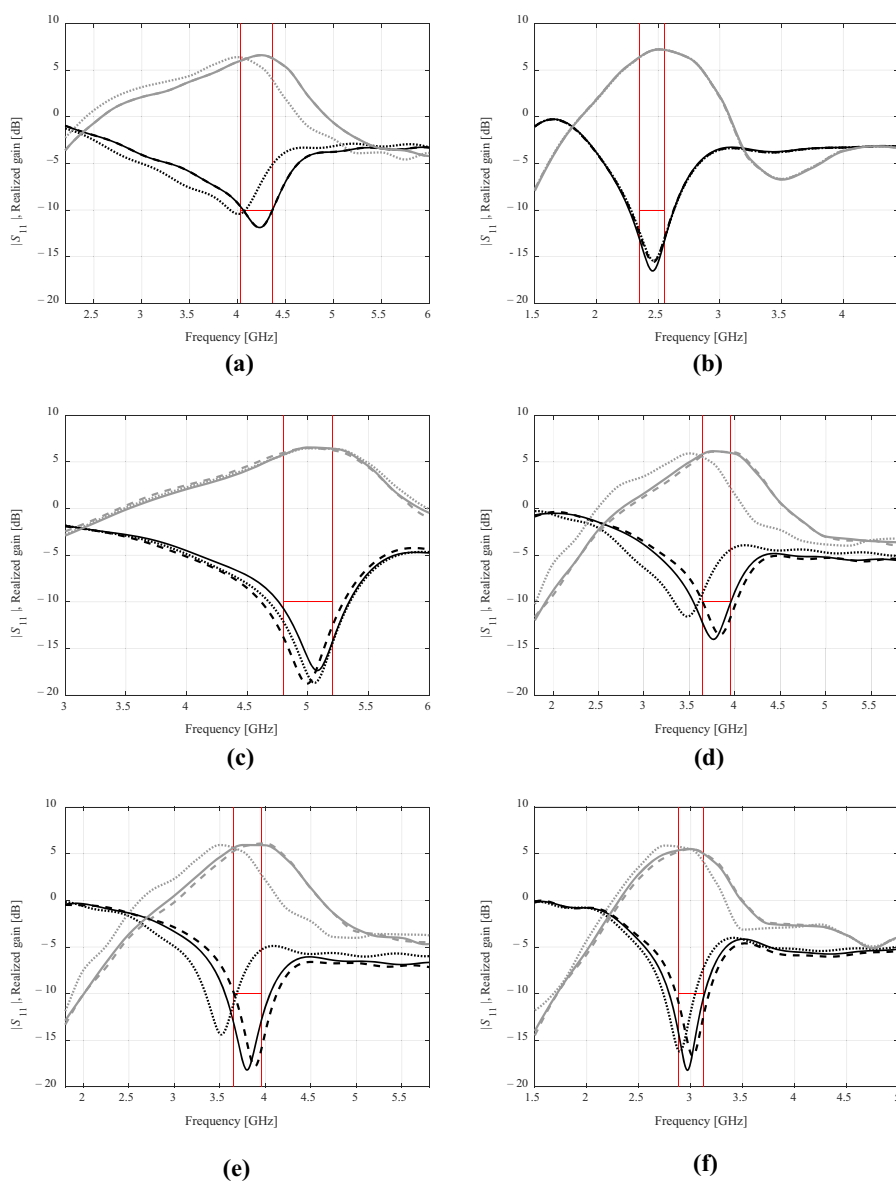 10
5
0
−5
−10
−15
−20
|S11|, Realized gain [dB]
2.5 3 3.5 4 4.5 5 5.5 6
Frequency [GHz]
(a)
10
5
0
−5
−10
-15
−20
|S11|, Realized gain [dB]
1.5 2 2.5 3 3.5 4
Frequency [GHz]
(b)
10
5
0
−5
−10
−15
−20
|S11|, Realized gain [dB]
3 3.5 4 4.5 5 5.5 6
Frequency [GHz]
(c)
10
5
0
−5
−10
−15
−20
|S11|, Realized gain [dB]
2 2.5 3 3.5 4 4.5 5 5.5
Frequency [GHz]
(d)
10
5
0
−5
−10
−15
−20
|S11|, Realized gain [dB]
2 2.5 3 3.5 4 4.5 5 5.5
Frequency [GHz]
(e)
10
5
0
−5
−10
−15
−20
|S11|, Realized gain [dB]
1.5 2 2.5 3.0 3.5 4 4.5
Frequency [GHz]
(f)